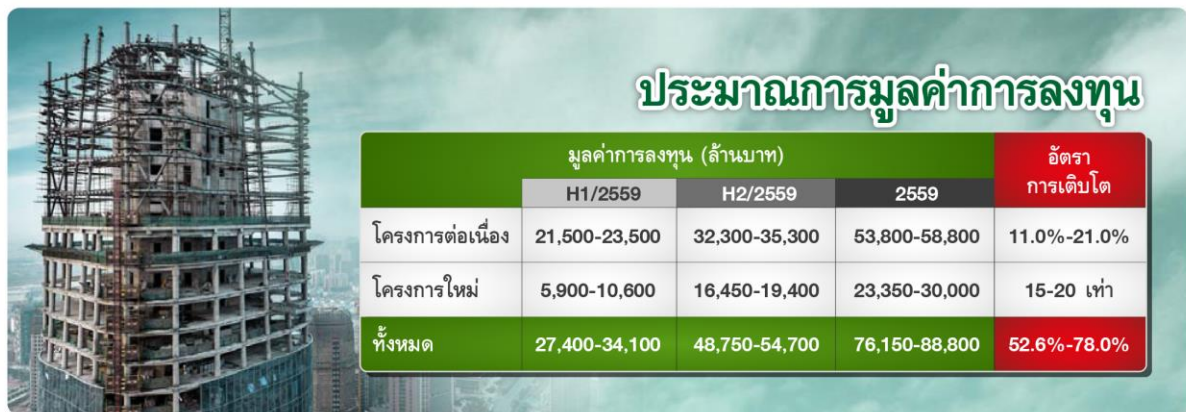 ประมาณการมูลค่าการลงทุน
มูลค่าการลงทุน (ล้านบาท) อัตรา
การเติบโต
H1/2559 H2/2559 2559
โครงการต่อเนื่อง 21,500-23,500 32,300-35,300 53,800-58,800 11.0%-21.0%
โครงการใหม่ 5,900-10,600 16,450-19,400 23,350-30,000 15-20 เท่า
ทั้งหมด 27,400-34,100 48,750-54,700 76,150-88,800 52.6%-78.0%